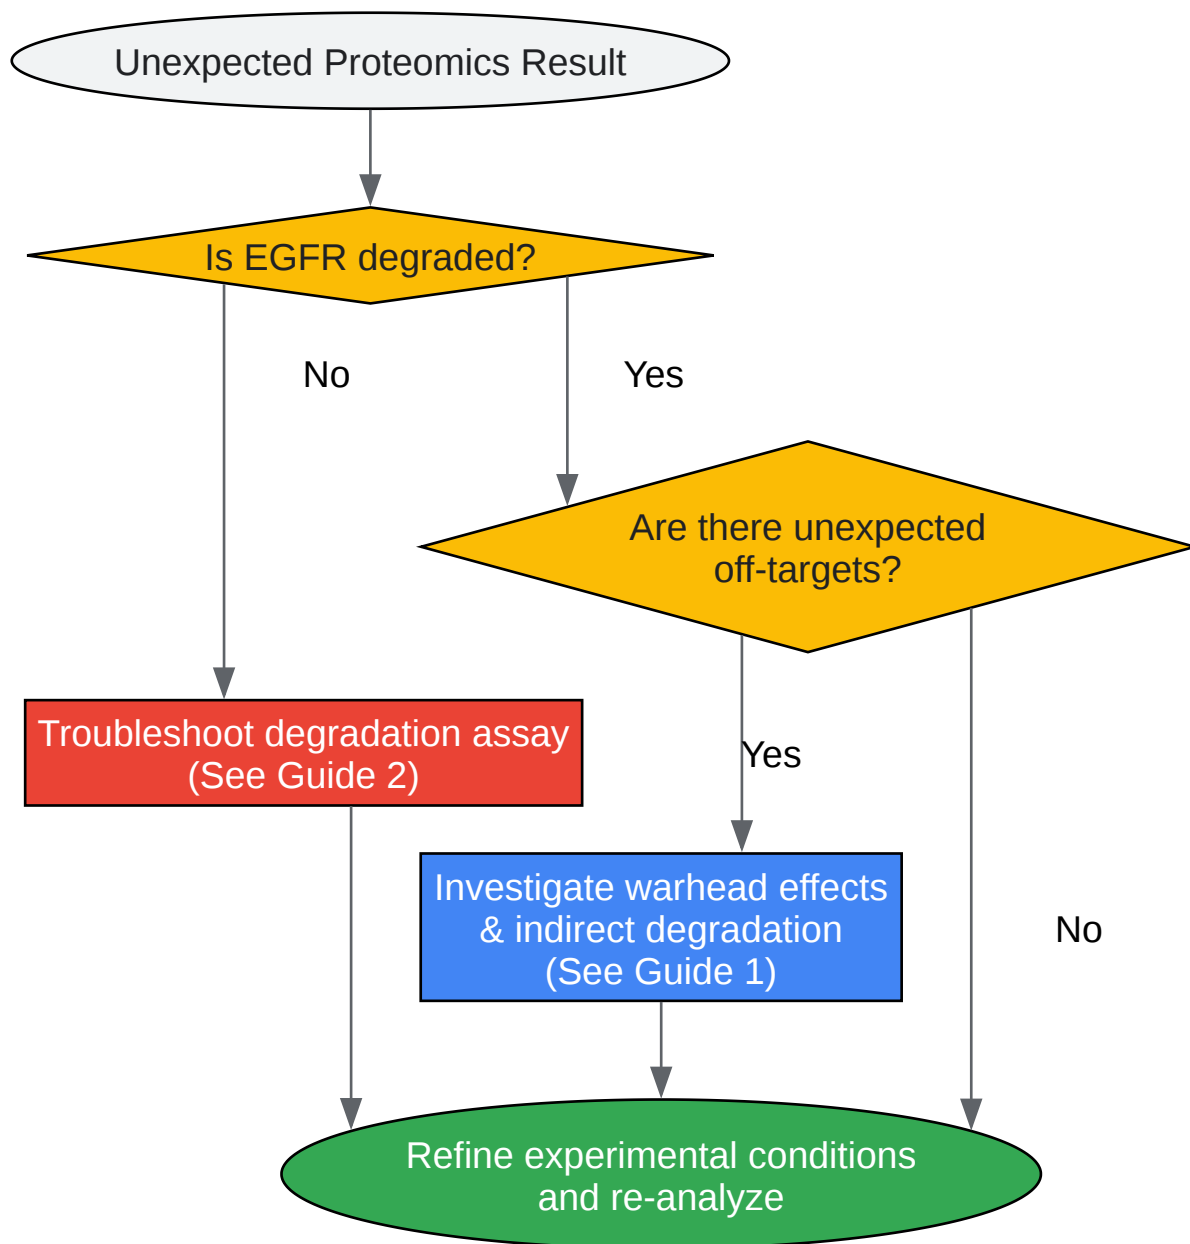 Unexpected Proteomics Result
Is EGFR degraded?
No
Yes
Are there unexpected
off-targets?
Troubleshoot degradation assay
(See Guide 2)
Yes
Investigate warhead effects
& indirect degradation
(See Guide 1)
No
Refine experimental conditions
and re-analyze